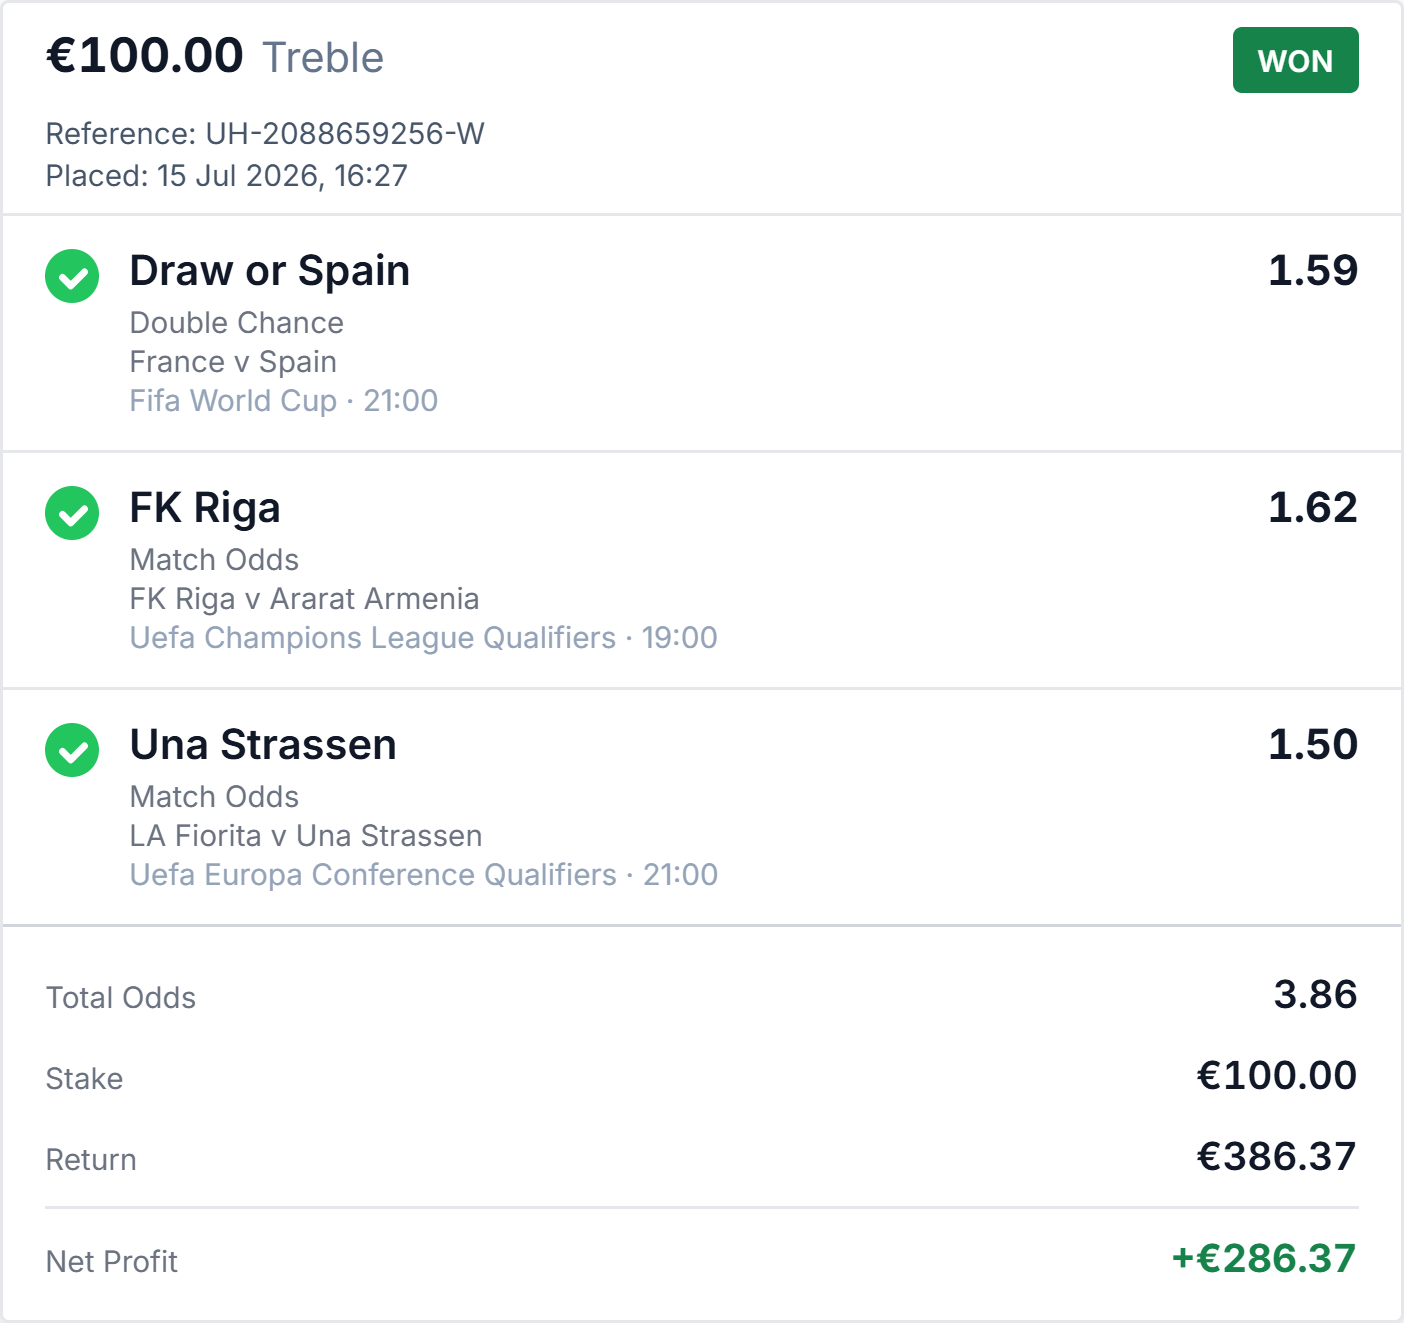 €100.00 Treble
WON
Reference: UH-2088659256-W
Placed: 15 Jul 2026, 16:27
Draw or Spain 1.59
Double Chance
France v Spain
Fifa World Cup · 21:00
FK Riga 1.62
Match Odds
FK Riga v Ararat Armenia
Uefa Champions League Qualifiers · 19:00
Una Strassen 1.50
Match Odds
LA Fiorita v Una Strassen
Uefa Europa Conference Qualifiers · 21:00
Total Odds 3.86
Stake €100.00
Return €386.37
Net Profit +€286.37